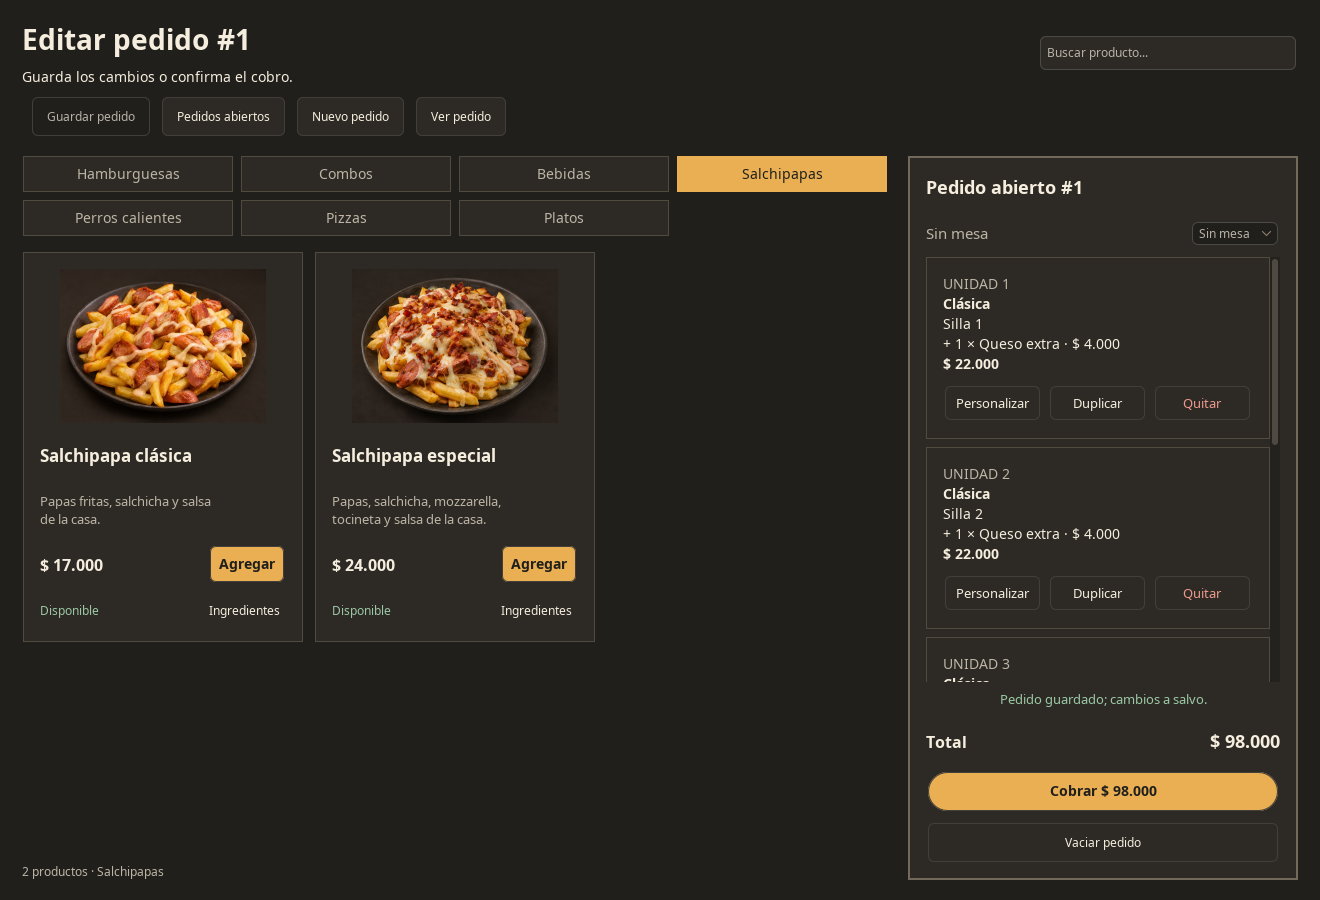 Editar pedido #1
Guarda los cambios o confirma el cobro.
Buscar producto...
Guardar pedido
Pedidos abiertos
Nuevo pedido
Ver pedido
Hamburguesas
Combos
Bebidas
Salchipapas
Perros calientes
Pizzas
Platos
Salchipapa clásica
Papas fritas, salchicha y salsa
de la casa.
$ 17.000
Agregar
Disponible
Ingredientes
Salchipapa especial
Papas, salchicha, mozzarella,
tocineta y salsa de la casa.
$ 24.000
Agregar
Disponible
Ingredientes
2 productos · Salchipapas
Pedido abierto #1
Sin mesa
Sin mesa
UNIDAD 1
Clásica
Silla 1
+ 1 × Queso extra · $ 4.000
$ 22.000
Personalizar
Duplicar
Quitar
UNIDAD 2
Clásica
Silla 2
+ 1 × Queso extra · $ 4.000
$ 22.000
Personalizar
Duplicar
Quitar
UNIDAD 3
Clásica
Pedido guardado; cambios a salvo.
Total
$ 98.000
Cobrar $ 98.000
Vaciar pedido